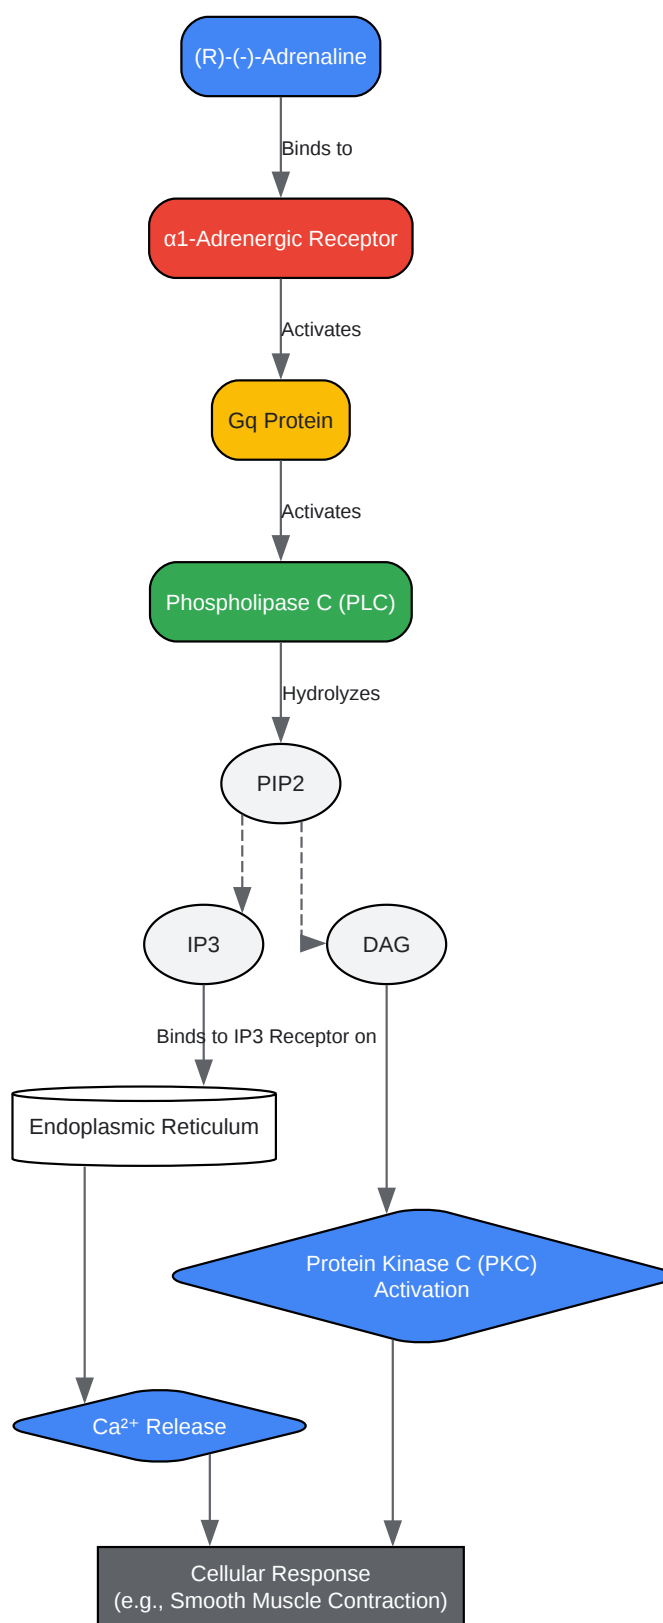 (R)-(-)-Adrenaline
Binds to
α1-Adrenergic Receptor
Activates
Gq Protein
Activates
Phospholipase C (PLC)
Hydrolyzes
PIP2
IP3
DAG
Binds to IP3 Receptor on
Endoplasmic Reticulum
Protein Kinase C (PKC)
Activation
Ca²⁺ Release
Cellular Response
(e.g., Smooth Muscle Contraction)